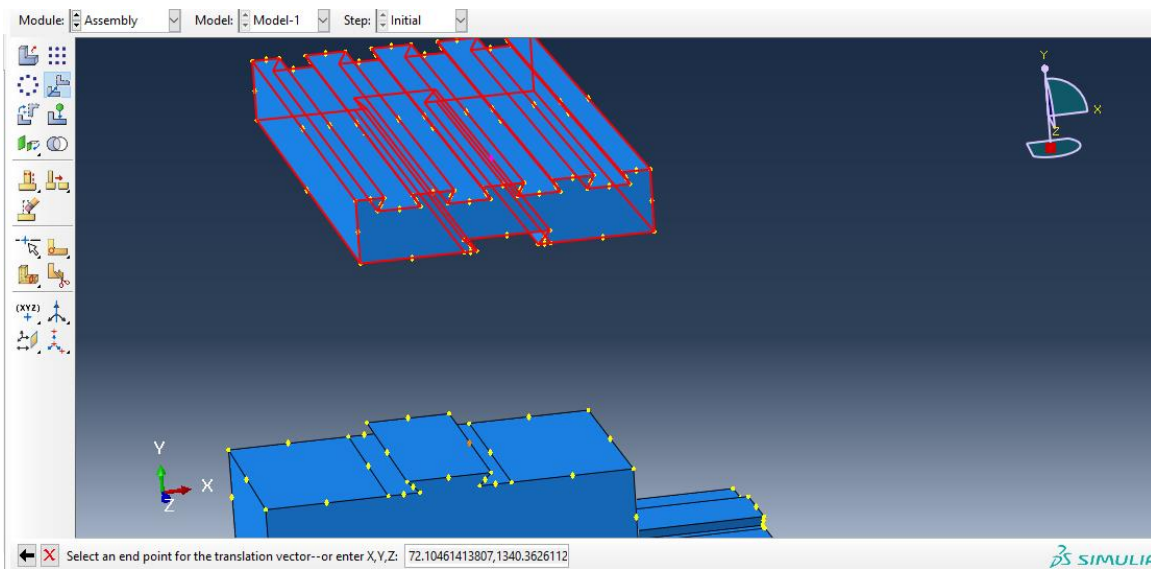 Module: Assembly Model: Model-1 Step: Initial
(XYZ)
Y
X
Z
Y
X
Z
Select an end point for the translation vector--or enter X,Y,Z: 72.10461413807,1340.3626112
SIMULIA